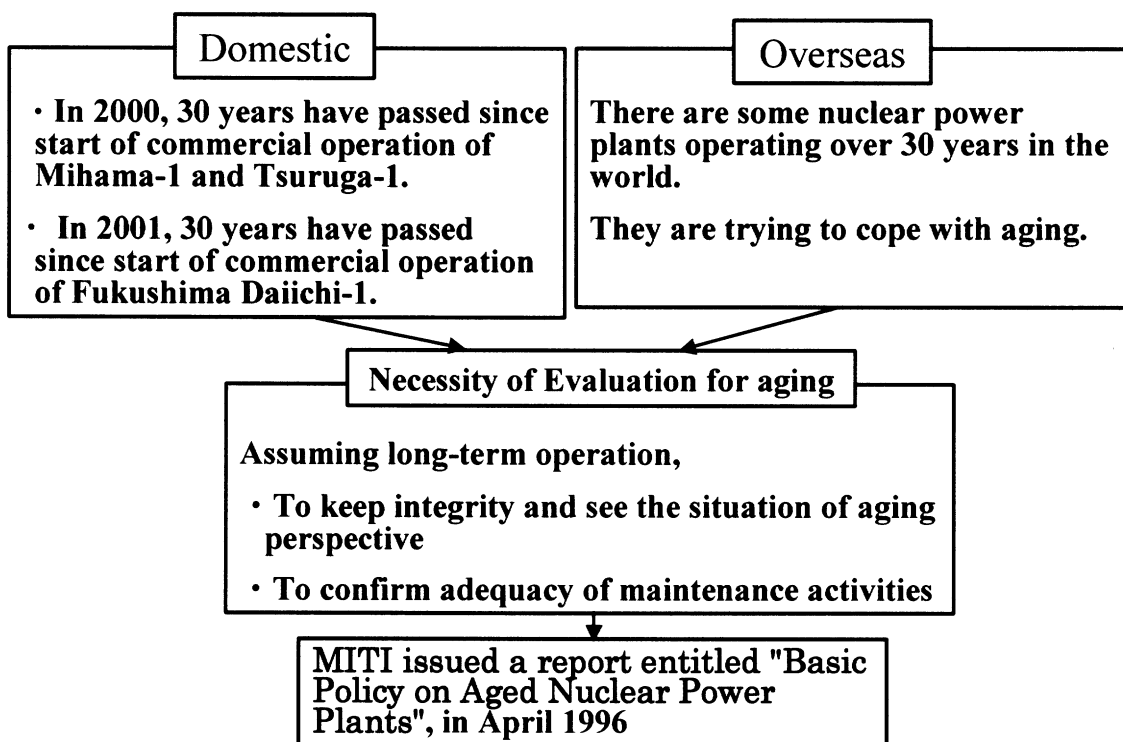 Domestic
· In 2000, 30 years have passed since
start of commercial operation of
Mihama-1 and Tsuruga-1.
· In 2001, 30 years have passed
since start of commercial operation
of Fukushima Daiichi-1.
Overseas
There are some nuclear power
plants operating over 30 years in the
world.
They are trying to cope with aging.
Necessity of Evaluation for aging
Assuming long-term operation,
· To keep integrity and see the situation of aging
perspective
· To confirm adequacy of maintenance activities
MITI issued a report entitled "Basic
Policy on Aged Nuclear Power
Plants", in April 1996